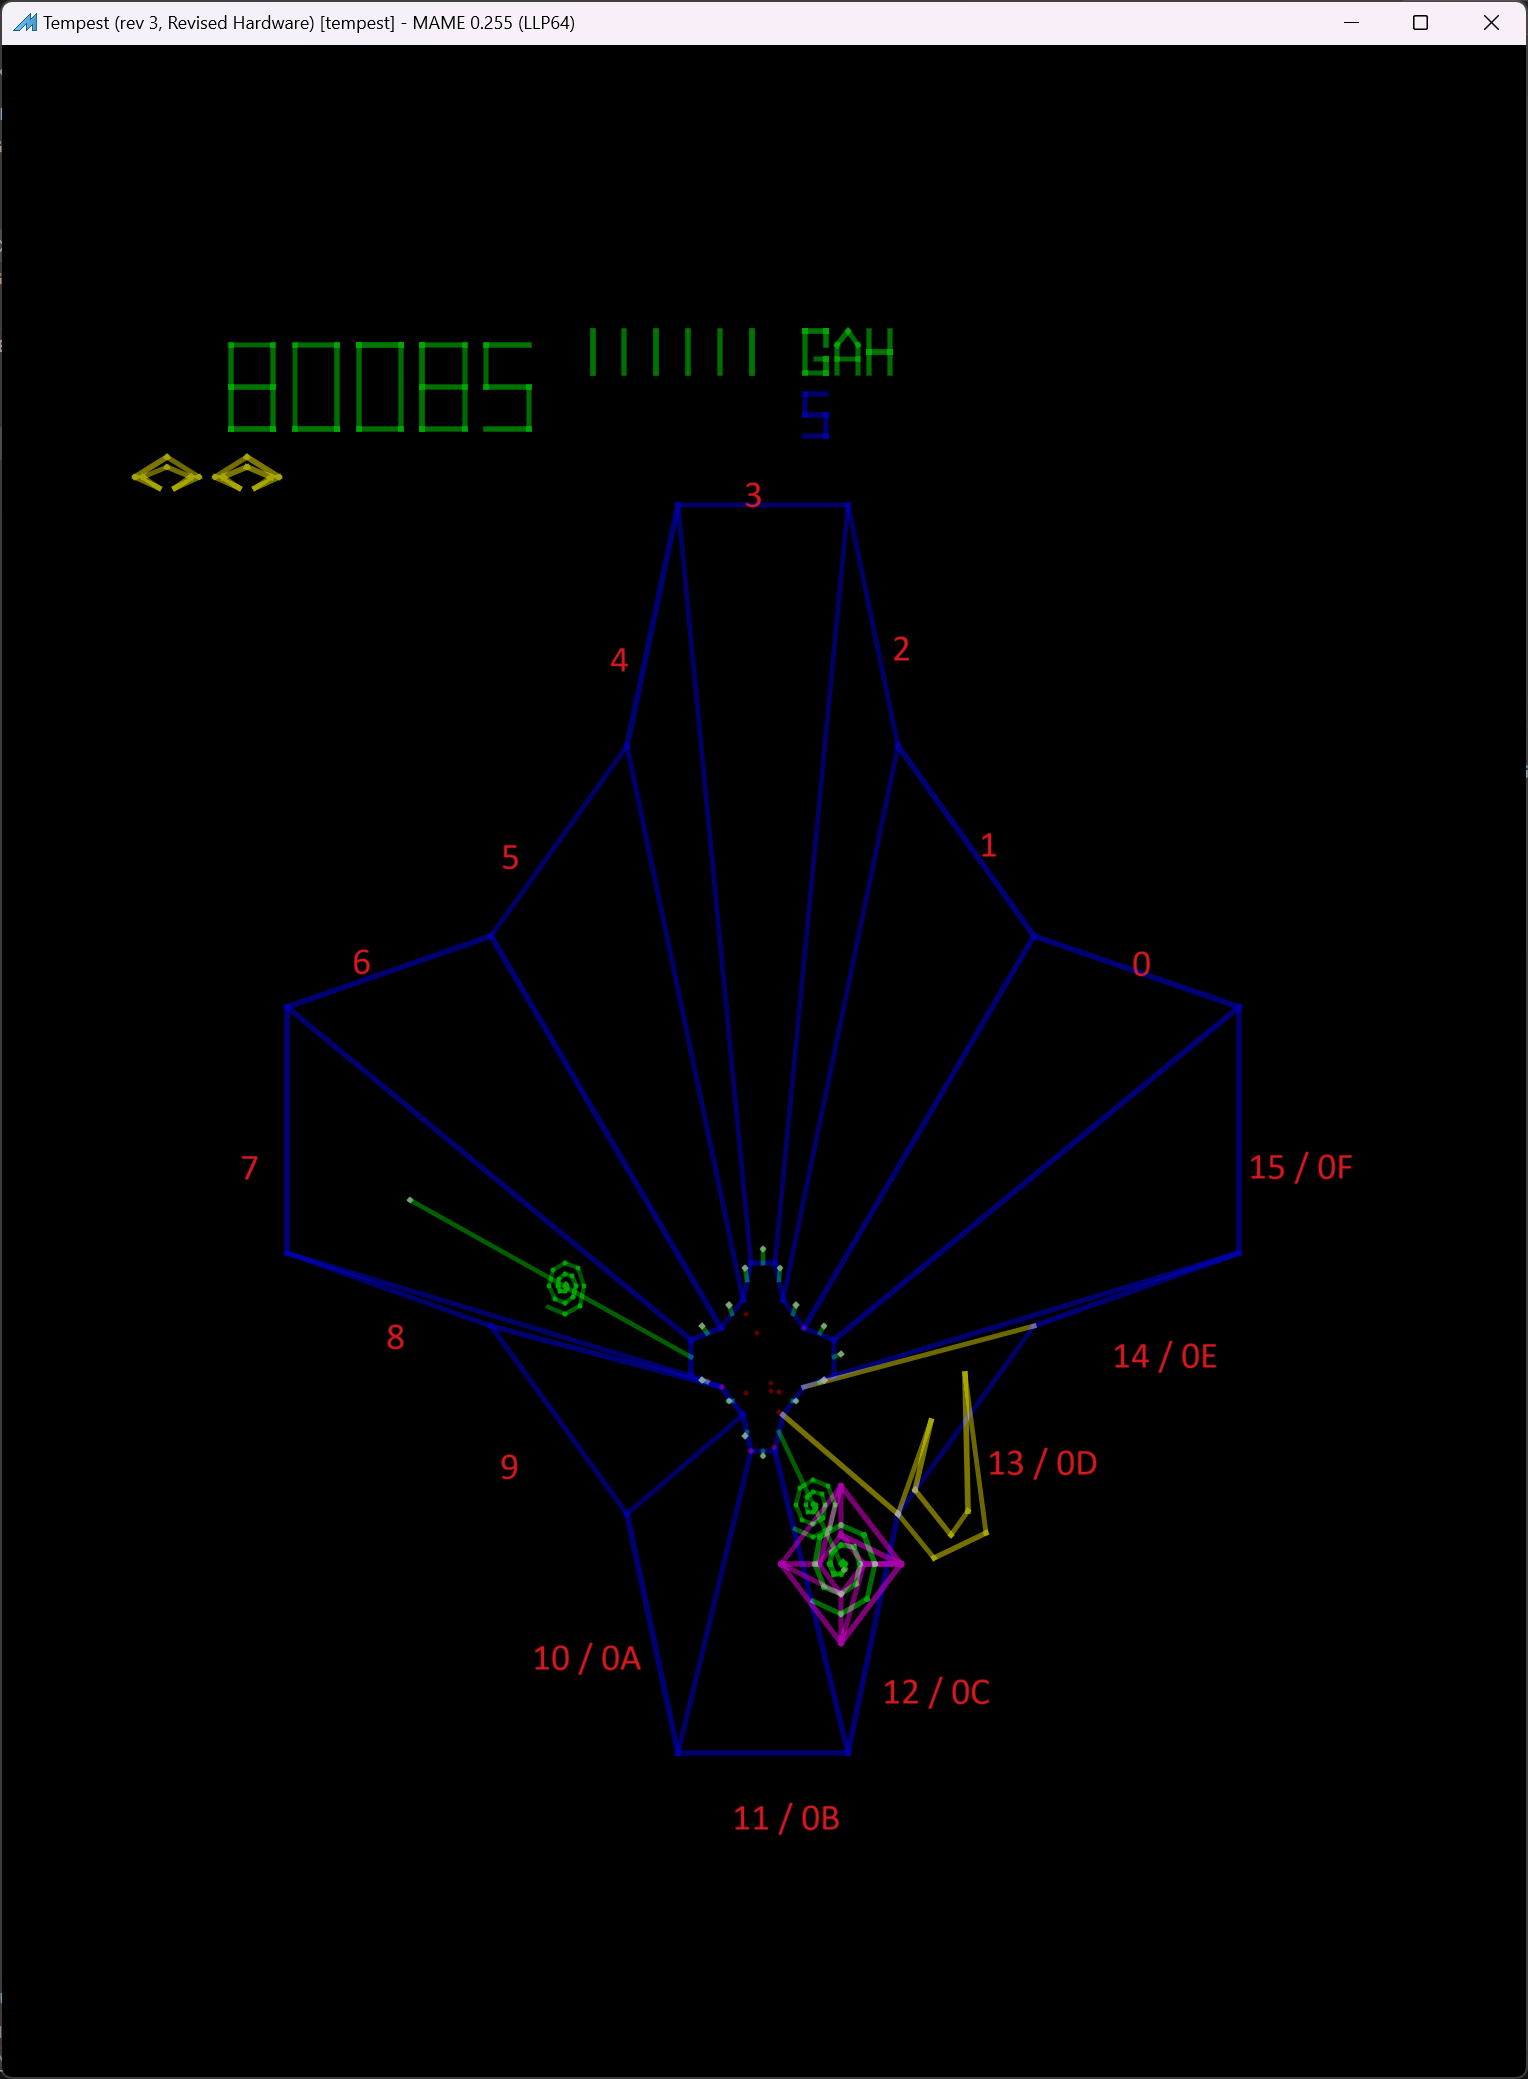 Tempest (rev 3, Revised Hardware) [tempest] - MAME 0.255 (LLP64)
80085 111111 GAH
5
3
2
4
1
5
6
0
7
15 / 0F
8
14 / 0E
9
13 / 0D
10 / 0A
12 / 0C
11 / 0B